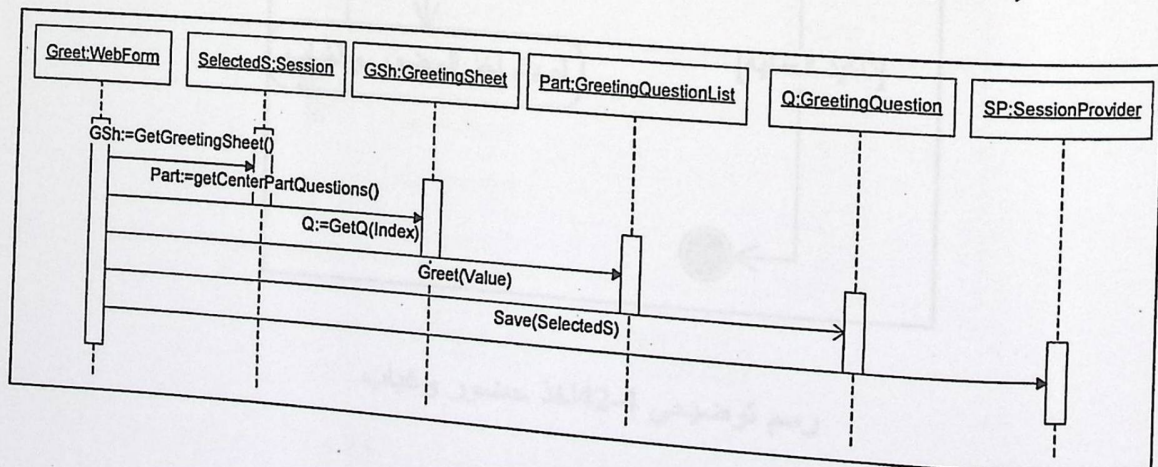 Greet:WebForm
SelectedS:Session
GSh:GreetingSheet
Part:GreetingQuestionList
Q:GreetingQuestion
SP:SessionProvider
GSh:=GetGreetingSheet()
Part:=getCenterPartQuestions()
Q:=GetQ(Index)
Greet(Value)
Save(SelectedS)